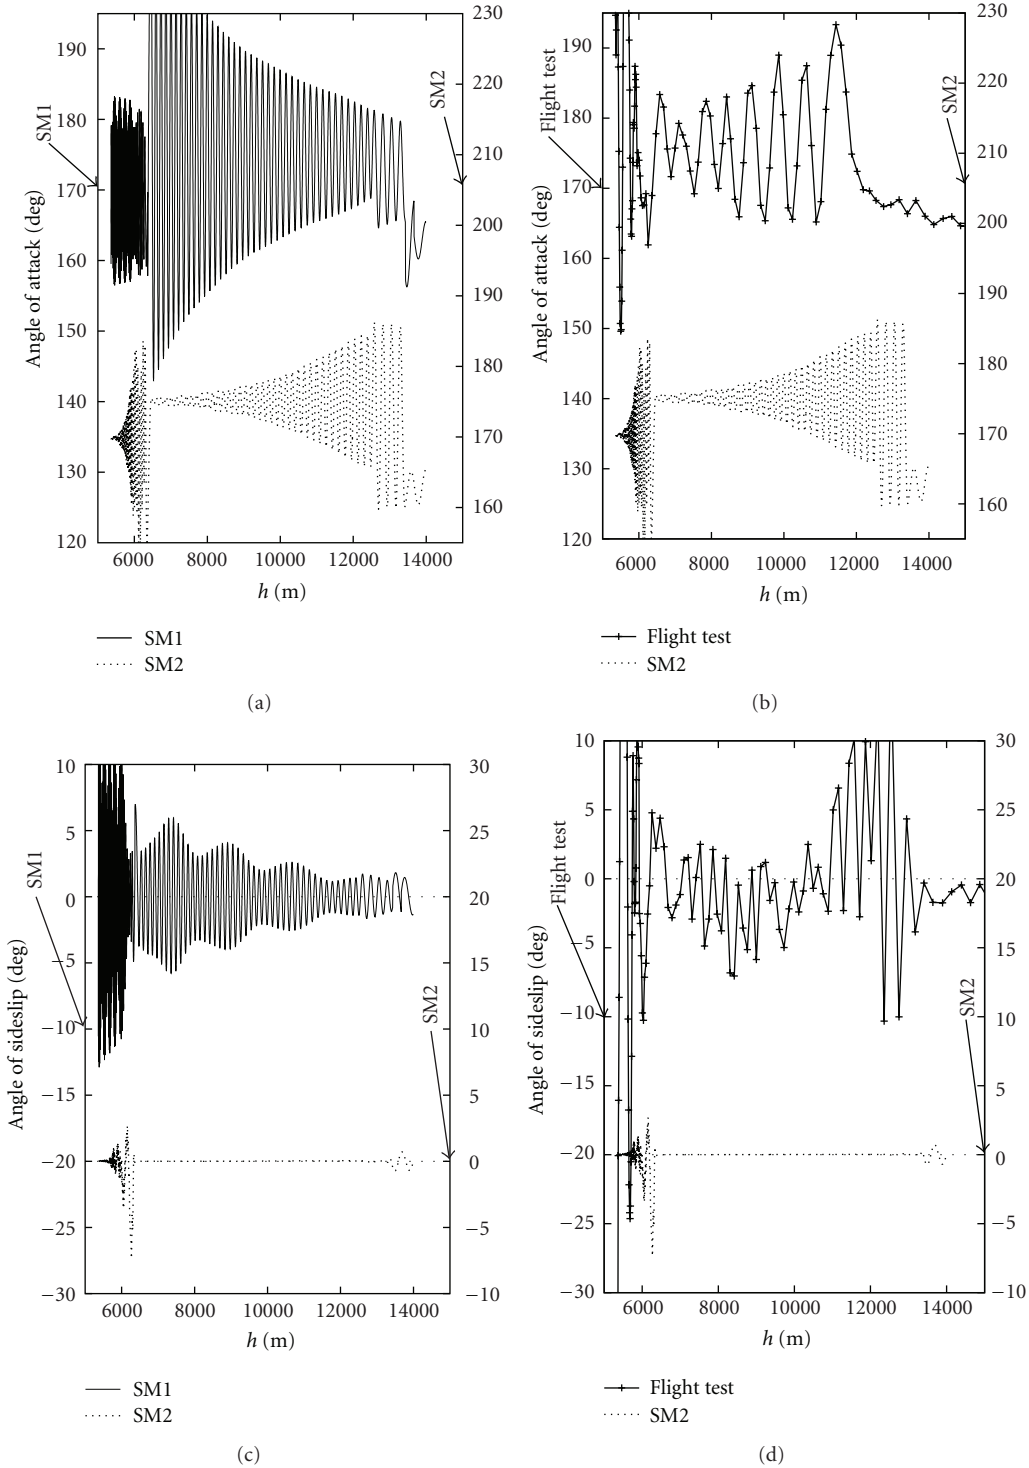 190
180
170
160
150
140
130
120
230
220
210
200
190
180
170
160
SM1
SM2
Angle of attack (deg)
6000 8000 10000 12000 14000
h (m)
SM1
SM2
(a)
190
180
170
160
150
140
130
120
230
220
210
200
190
180
170
160
Flight test
SM2
Angle of attack (deg)
6000 8000 10000 12000 14000
h (m)
Flight test
SM2
(b)
10
5
0
−5
−10
−15
−20
−25
−30
30
25
20
15
10
5
0
−5
−10
SM1
SM2
Angle of sideslip (deg)
6000 8000 10000 12000 14000
h (m)
SM1
SM2
(c)
10
5
0
−5
−10
−15
−20
−25
−30
30
25
20
15
10
5
0
−5
−10
Flight test
SM2
Angle of sideslip (deg)
6000 8000 10000 12000 14000
h (m)
Flight test
SM2
(d)